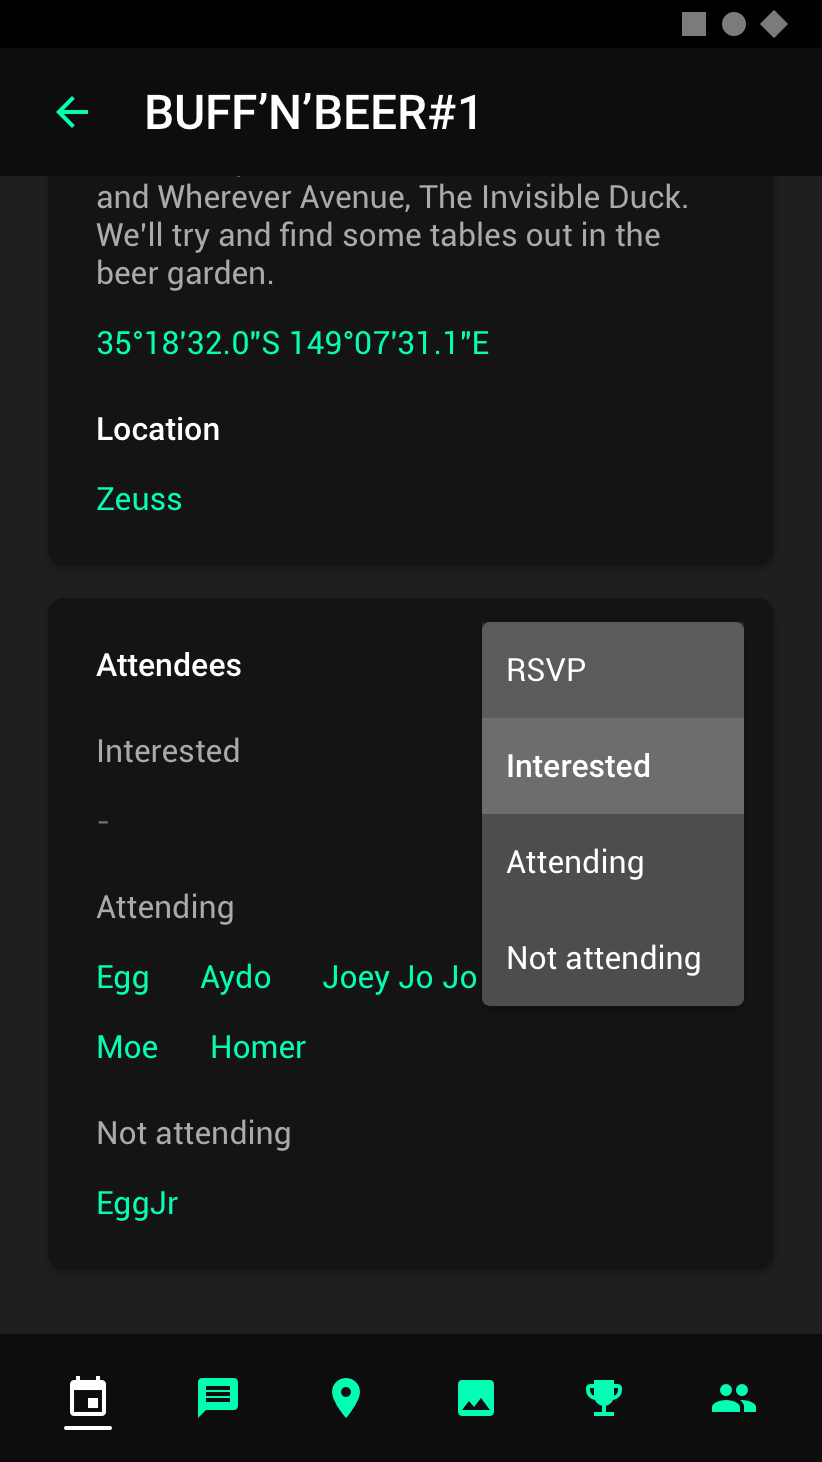 BUFF’N’BEER#1
and Wherever Avenue, The Invisible Duck.
We'll try and find some tables out in the
beer garden.
35°18'32.0"S 149°07'31.1"E
Location
Zeuss
Attendees
RSVP
Interested
Interested
-
Attending
Attending
Not attending
Egg Aydo Joey Jo Jo
Moe Homer
Not attending
EggJr